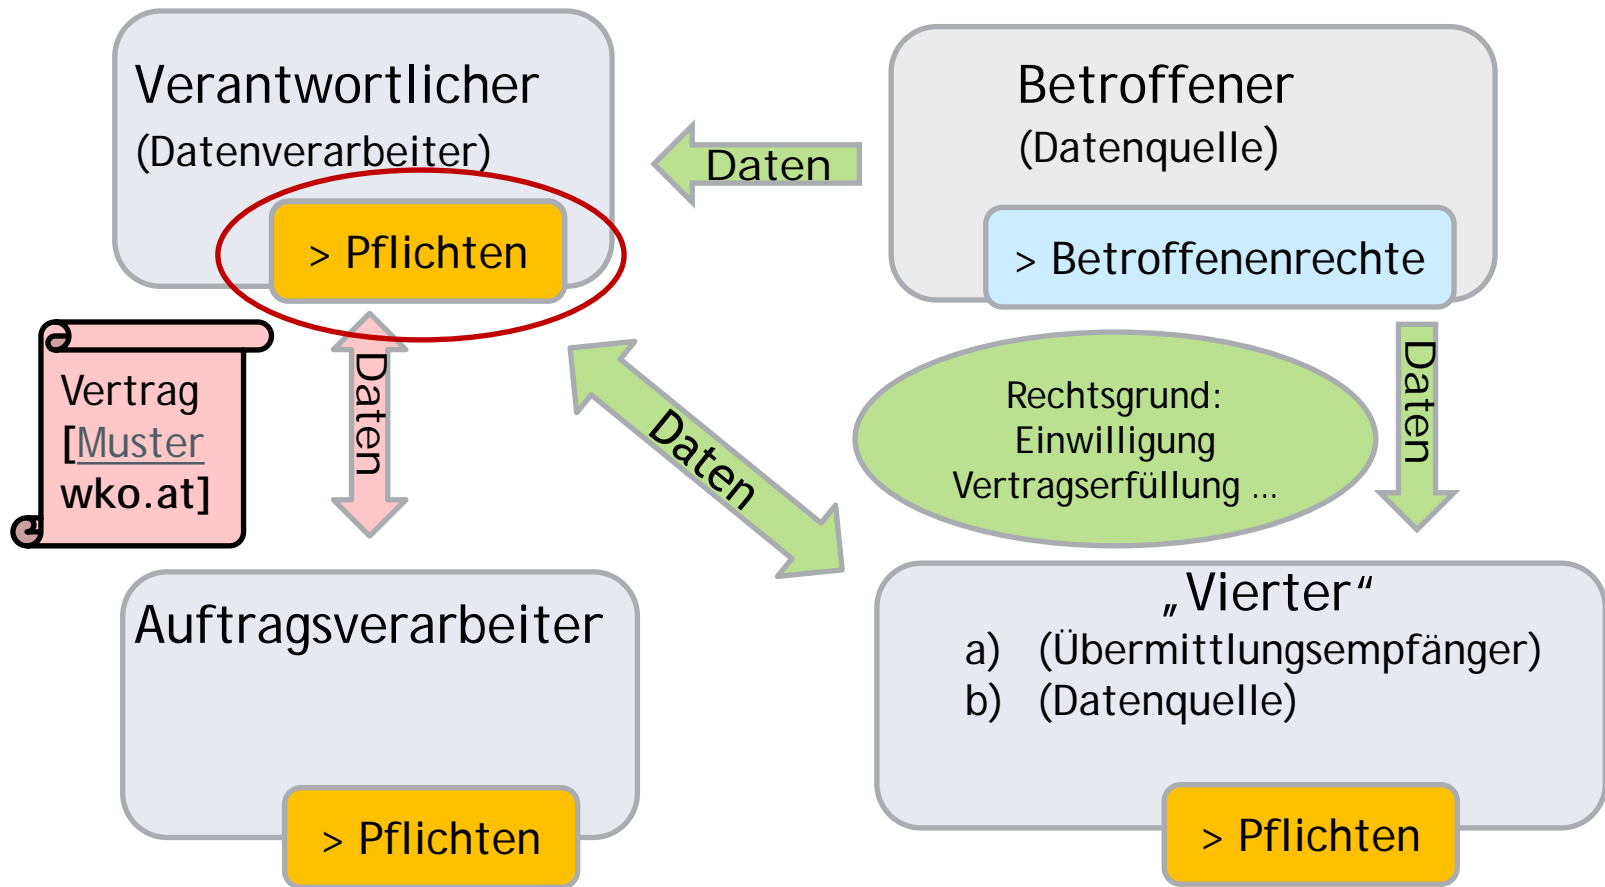 Verantwortlicher
(Datenverarbeiter)
> Pflichten
Daten
Betroffener
(Datenquelle)
> Betroffenenrechte
Vertrag
[Muster
wko.at]
Daten
Daten
Rechtsgrund:
Einwilligung
Vertragserfüllung ...
Daten
Auftragsverarbeiter
> Pflichten
„Vierter“
a) (Übermittlungsempfänger)
b) (Datenquelle)
> Pflichten